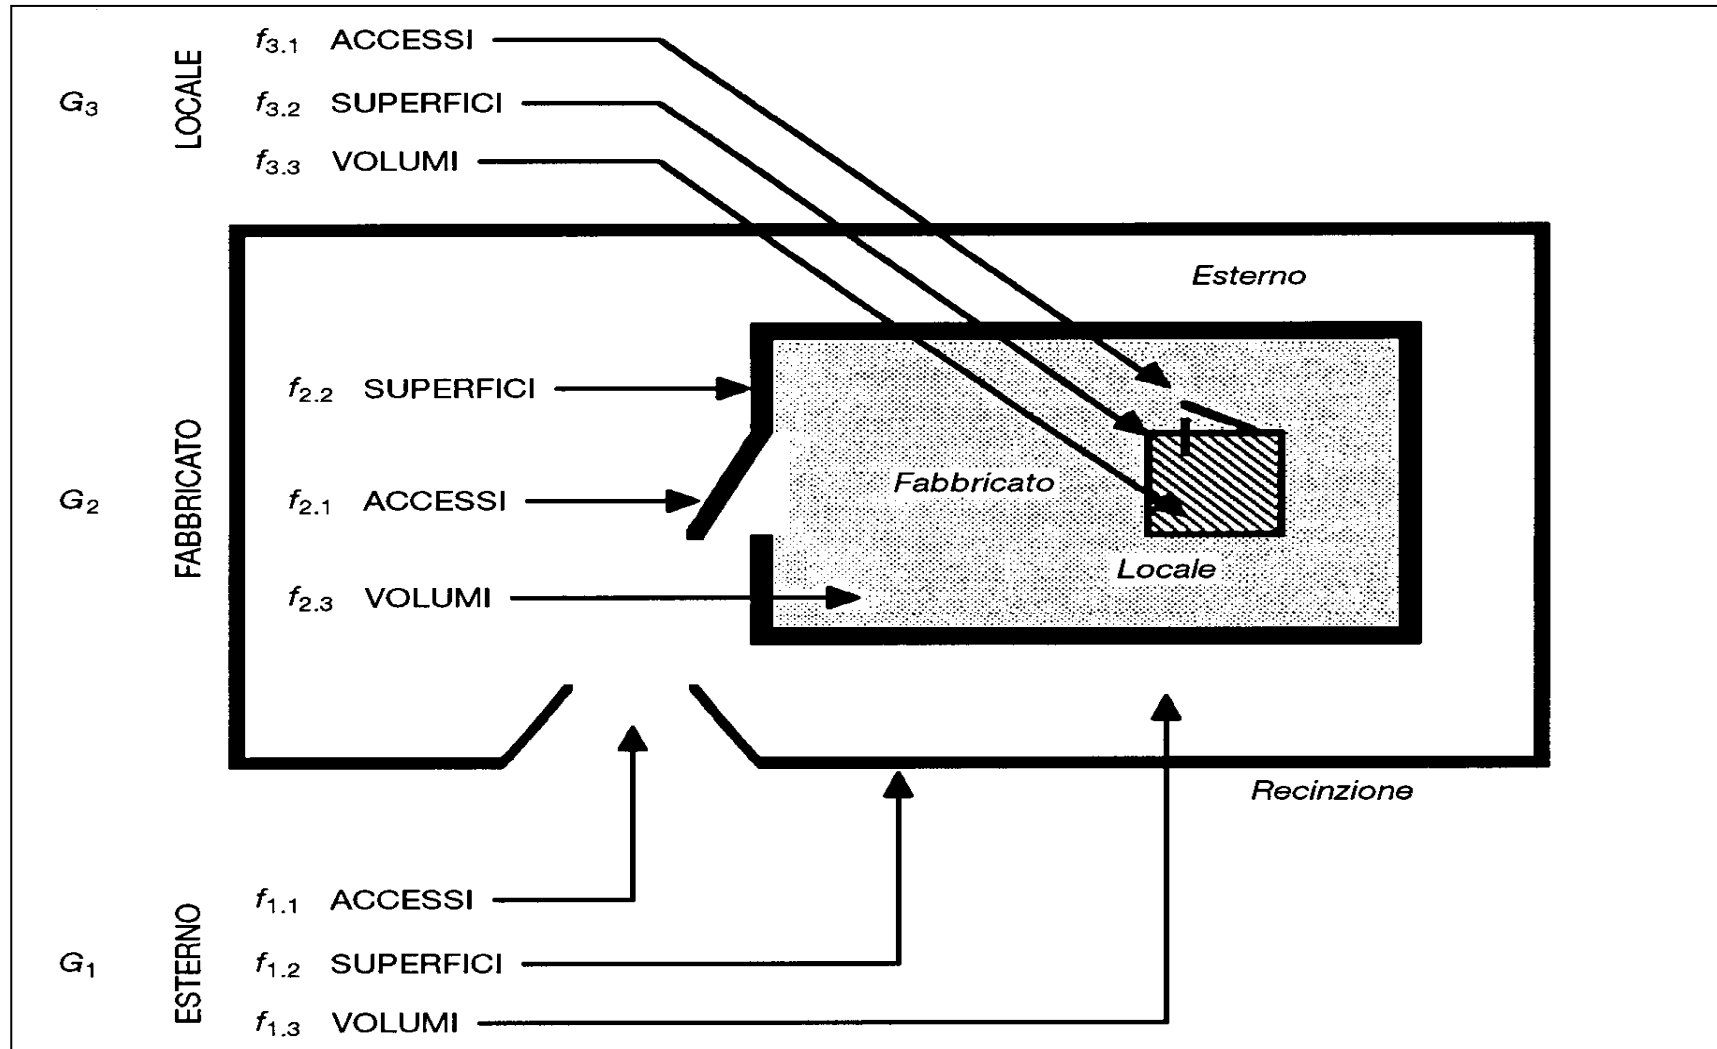 f3.1 ACCESSI
G3 LOCALE f3.2 SUPERFICI
f3.3 VOLUMI
Esterno
f2.2 SUPERFICI
Fabbricato
G2 FABBRICATO f2.1 ACCESSI
Locale
f2.3 VOLUMI
Recinzione
f1.1 ACCESSI
G1 ESTERNO f1.2 SUPERFICI
f1.3 VOLUMI